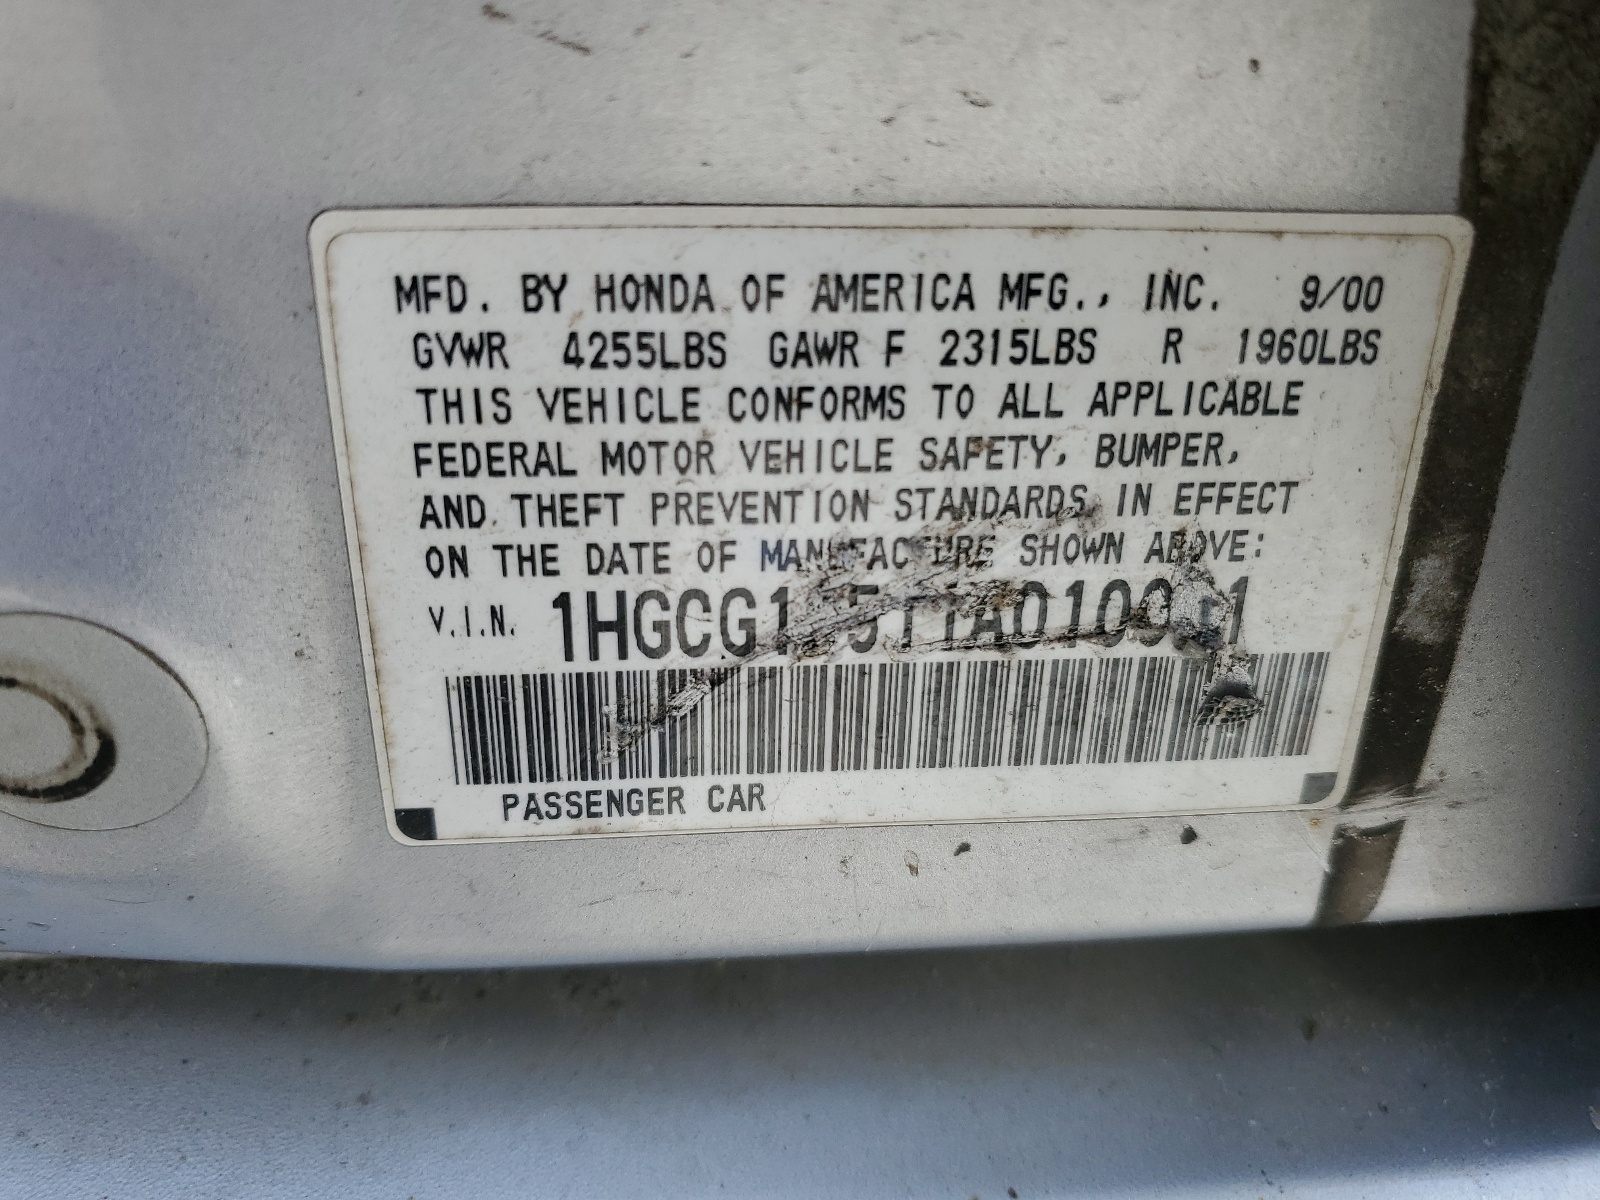 MFD. BY HONDA OF AMERICA MFG., INC. 9/00
GVWR 4255LBS GAWR F 2315LBS R 1960LBS
THIS VEHICLE CONFORMS TO ALL APPLICABLE
FEDERAL MOTOR VEHICLE SAFETY, BUMPER,
AND THEFT PREVENTION STANDARDS IN EFFECT
ON THE DATE OF MANUFACTURE SHOWN ABOVE:
V.I.N.
PASSENGER CAR